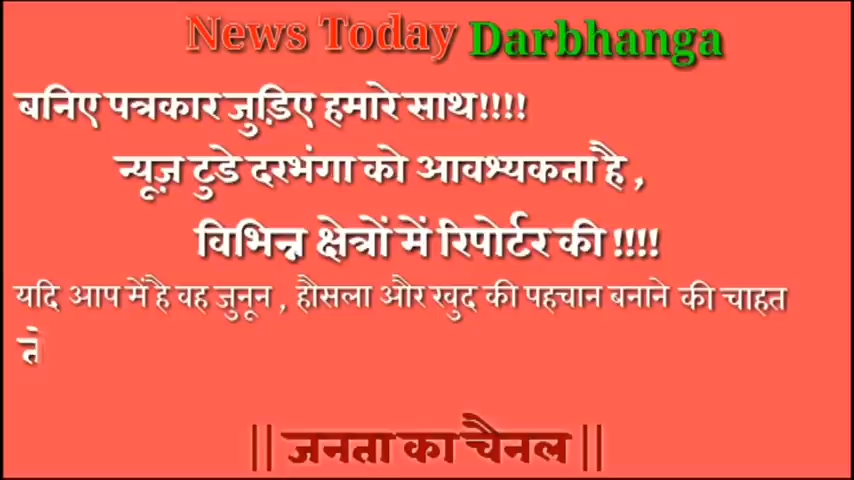 News Today Darbhanga
बनिए पत्रकार जुड़िए हमारे साथ!!!!
न्यूज़ टुडे दरभंगा को आवश्यकता है ,
विभिन्न क्षेत्रों में रिपोर्टर की !!!!
यदि आप में है वह जुनून , हौसला और खुद की पहचान बनाने की चाहत
|| जनता का चैनल ||